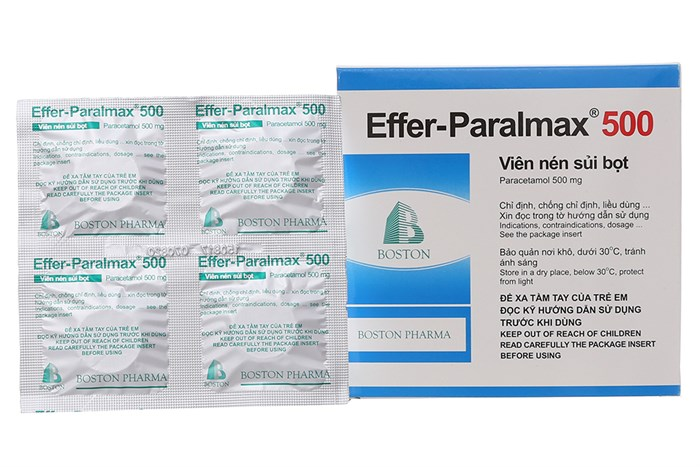 Effer-Paralmax® 500
Viên nén sủi bọt
Paracetamol 500 mg
Chỉ định, chống chỉ định, liều dùng ... xin đọc trong tờ
hướng dẫn sử dụng
Indications, contraindications, dosage ... see the
package insert
ĐỂ XA TẦM TAY CỦA TRẺ EM
ĐỌC KỸ HƯỚNG DẪN SỬ DỤNG TRƯỚC KHI DÙNG
KEEP OUT OF REACH OF CHILDREN
READ CAREFULLY THE PACKAGE INSERT
BEFORE USING
BOSTON
BOSTON PHARMA
Effer-Paralmax® 500
Viên nén sủi bọt
Paracetamol 500 mg
Chỉ định, chống chỉ định, liều dùng ... xin đọc trong tờ
hướng dẫn sử dụng
Indications, contraindications, dosage ... see the
package insert
ĐỂ XA TẦM TAY CỦA TRẺ EM
ĐỌC KỸ HƯỚNG DẪN SỬ DỤNG TRƯỚC KHI DÙNG
KEEP OUT OF REACH OF CHILDREN
READ CAREFULLY THE PACKAGE INSERT
BEFORE USING
BOSTON
BOSTON PHARMA
Effer-Paralmax® 500
Viên nén sủi bọt
Paracetamol 500 mg
Chỉ định, chống chỉ định, liều dùng ... xin đọc trong tờ
hướng dẫn sử dụng
Indications, contraindications, dosage ... see the
package insert
ĐỂ XA TẦM TAY CỦA TRẺ EM
ĐỌC KỸ HƯỚNG DẪN SỬ DỤNG TRƯỚC KHI DÙNG
KEEP OUT OF REACH OF CHILDREN
READ CAREFULLY THE PACKAGE INSERT
BEFORE USING
BOSTON
BOSTON PHARMA
Effer-Paralmax® 500
Viên nén sủi bọt
Paracetamol 500 mg
Chỉ định, chống chỉ định, liều dùng ... xin đọc trong tờ
hướng dẫn sử dụng
Indications, contraindications, dosage ... see the
package insert
ĐỂ XA TẦM TAY CỦA TRẺ EM
ĐỌC KỸ HƯỚNG DẪN SỬ DỤNG TRƯỚC KHI DÙNG
KEEP OUT OF REACH OF CHILDREN
READ CAREFULLY THE PACKAGE INSERT
BEFORE USING
BOSTON
BOSTON PHARMA
Effer-Paralmax® 500
Viên nén sủi bọt
Paracetamol 500 mg
Chỉ định, chống chỉ định, liều dùng ...
Xin đọc trong tờ hướng dẫn sử dụng
Indications, contraindications, dosage ...
See the package insert
Bảo quản nơi khô, dưới 30°C, tránh
ánh sáng
Store in a dry place, below 30°C, protect
from light
ĐỂ XA TẦM TAY CỦA TRẺ EM
ĐỌC KỸ HƯỚNG DẪN SỬ DỤNG
TRƯỚC KHI DÙNG
KEEP OUT OF REACH OF CHILDREN
READ CAREFULLY THE PACKAGE INSERT
BEFORE USING
BOSTON
BOSTON PHARMA